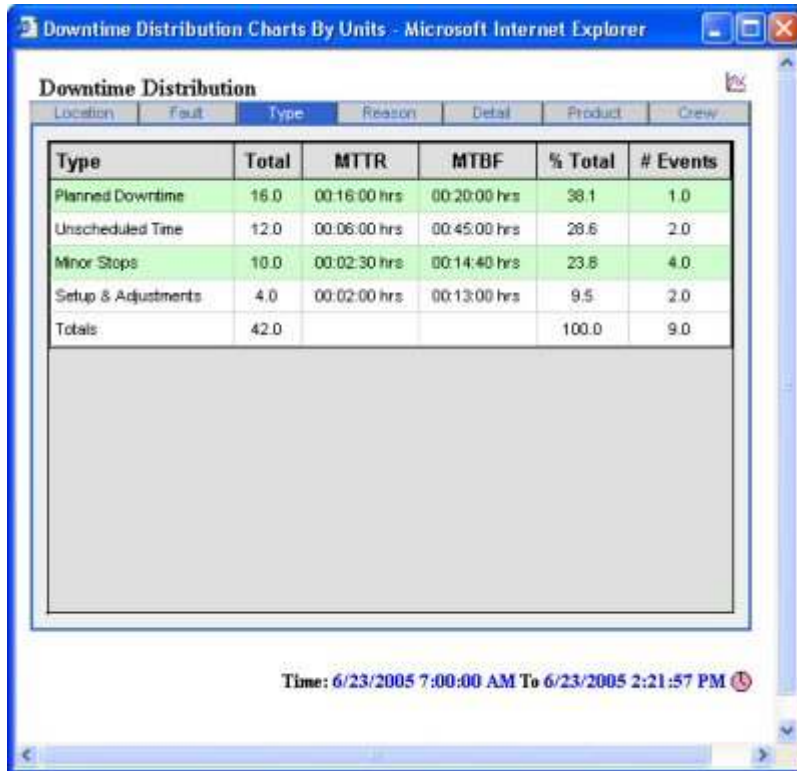 Downtime Distribution Charts By Units - Microsoft Internet Explorer
Downtime Distribution
Location Fault Type Reason Detail Product Crew
Type Total MTTR MTBF % Total # Events
Planned Downtime 16.0 00:16:00 hrs 00:20:00 hrs 38.1 1.0
Unscheduled Time 12.0 00:06:00 hrs 00:45:00 hrs 28.6 2.0
Minor Stops 10.0 00:02:30 hrs 00:14:40 hrs 23.8 4.0
Setup & Adjustments 4.0 00:02:00 hrs 00:13:00 hrs 9.5 2.0
Totals 42.0 100.0 9.0
Time: 6/23/2005 7:00:00 AM To 6/23/2005 2:21:57 PM